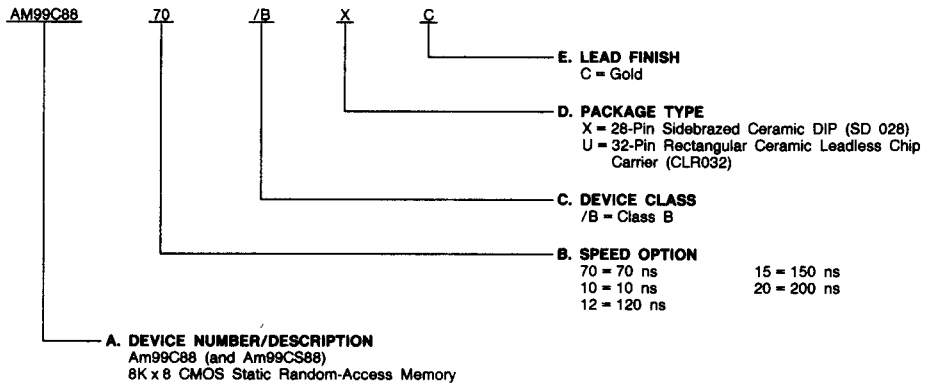 AM99C88 70 /B X C
E. LEAD FINISH
C = Gold
D. PACKAGE TYPE
X = 28-Pin Sidebrazed Ceramic DIP (SD 028)
U = 32-Pin Rectangular Ceramic Leadless Chip
Carrier (CLR032)
C. DEVICE CLASS
/B = Class B
B. SPEED OPTION
70 = 70 ns 15 = 150 ns
10 = 10 ns 20 = 200 ns
12 = 120 ns
A. DEVICE NUMBER/DESCRIPTION
Am99C88 (and Am99CS88)
8K x 8 CMOS Static Random-Access Memory